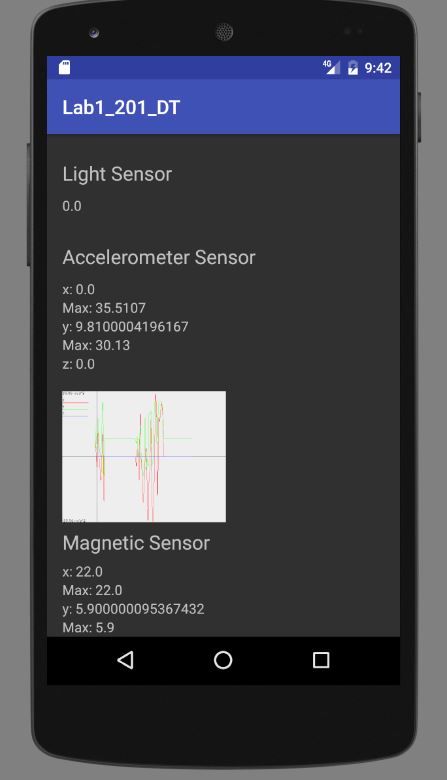 4G 9:42
Lab1_201_DT
Light Sensor
0.0
Accelerometer Sensor
x: 0.0
Max: 35.5107
y: 9.8100004196167
Max: 30.13
z: 0.0
Magnetic Sensor
x: 22.0
Max: 22.0
y: 5.900000095367432
Max: 5.9